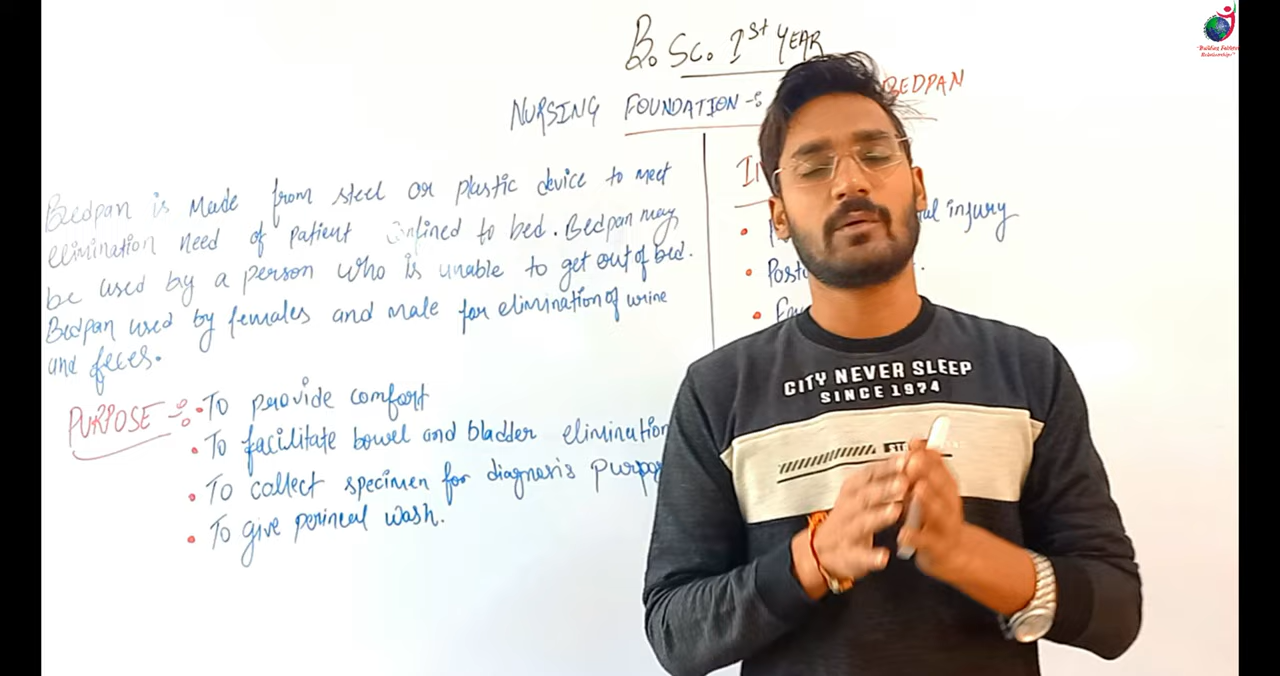 B.Sc. 1st YEAR
NURSING FOUNDATION -: BEDPAN
Bedpan is Made from steel or plastic device to meet
elimination need of patient confined to bed. Bedpan may
be used by a person who is unable to get out of bed.
Bedpan used by females and male for elimination of urine
and feces.
PURPOSE -: • To provide comfort
• To facilitate bowel and bladder elimination
• To collect specimen for diagnosis
• To give perineal wash.
injury
CITY NEVER SLEEP
SINCE 1974
"Building Father
Relationship"